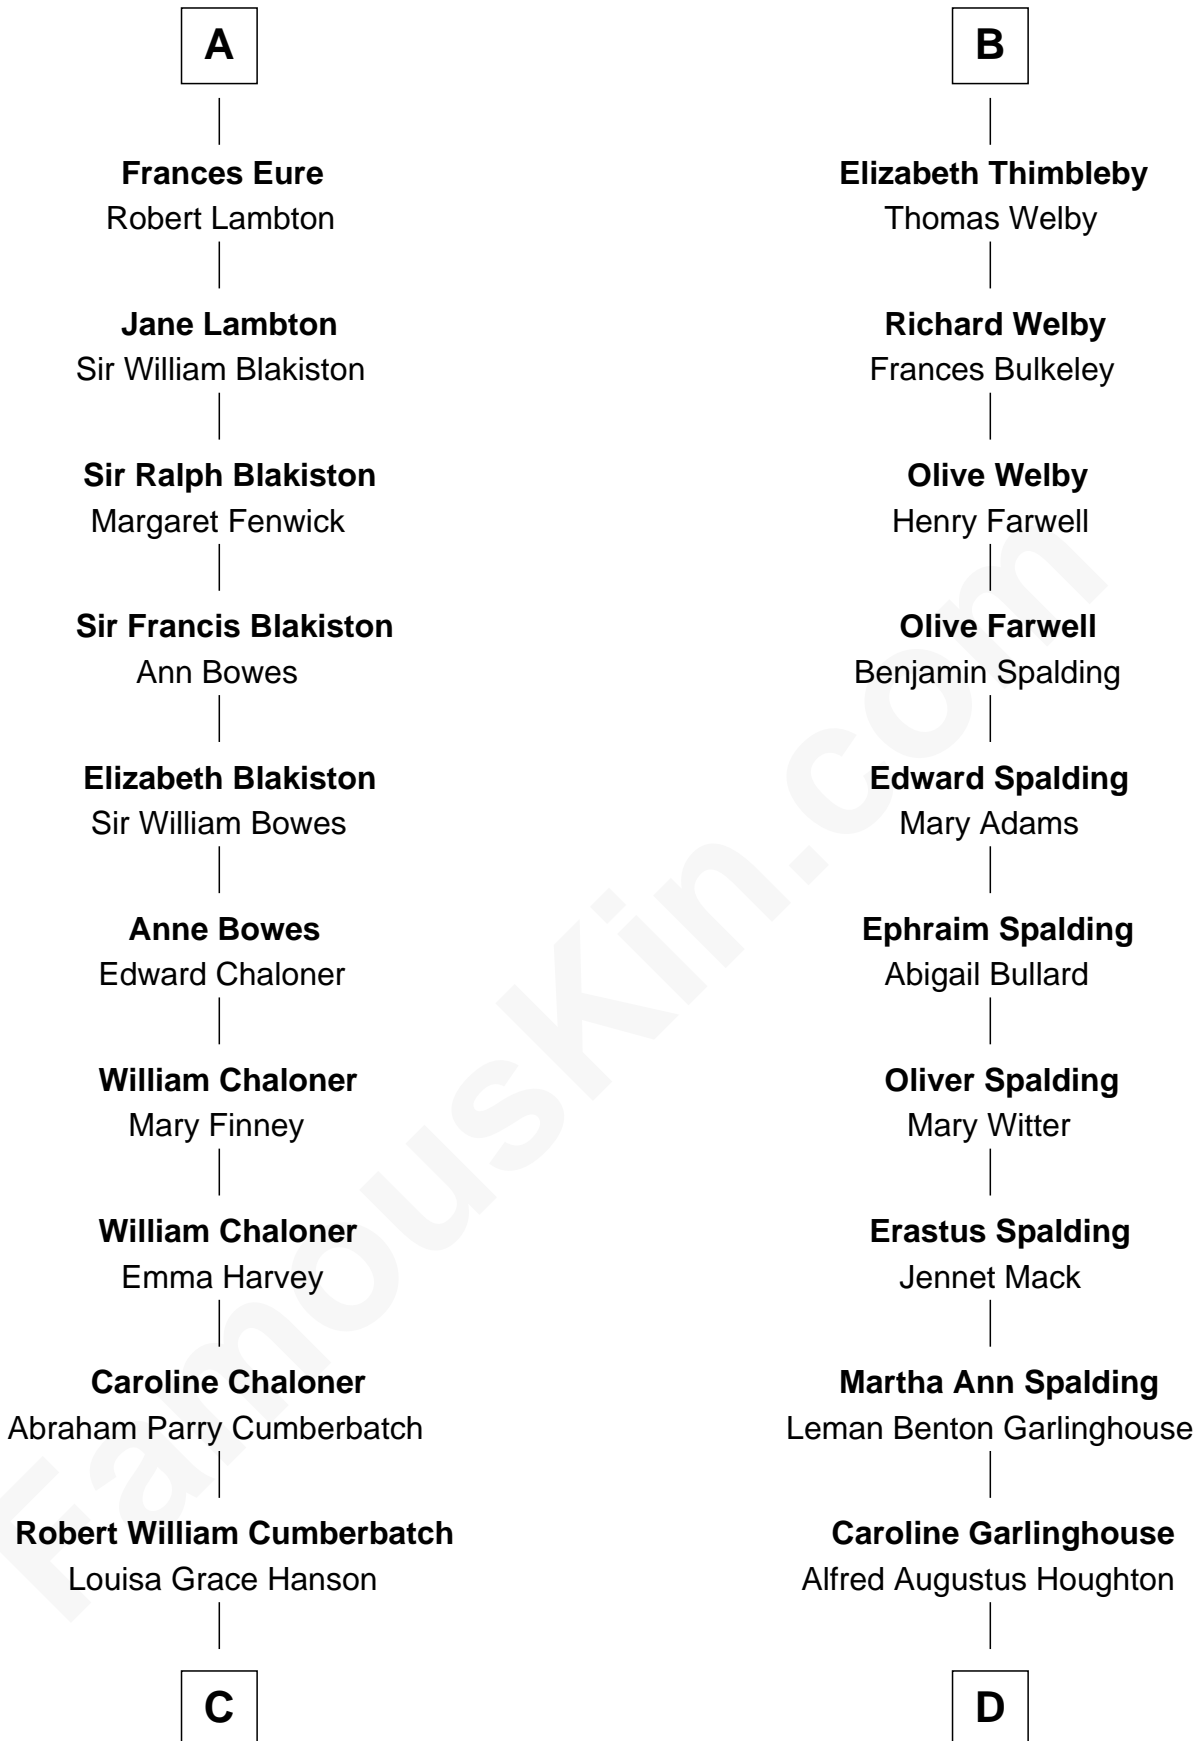 A
Frances Eure
Robert Lambton
Jane Lambton
Sir William Blakiston
Sir Ralph Blakiston
Margaret Fenwick
Sir Francis Blakiston
Ann Bowes
Elizabeth Blakiston
Sir William Bowes
Anne Bowes
Edward Chaloner
William Chaloner
Mary Finney
William Chaloner
Emma Harvey
Caroline Chaloner
Abraham Parry Cumberbatch
Robert William Cumberbatch
Louisa Grace Hanson
C
B
Elizabeth Thimbleby
Thomas Welby
Richard Welby
Frances Bulkeley
Olive Welby
Henry Farwell
Olive Farwell
Benjamin Spalding
Edward Spalding
Mary Adams
Ephraim Spalding
Abigail Bullard
Oliver Spalding
Mary Witter
Erastus Spalding
Jennet Mack
Martha Ann Spalding
Leman Benton Garlinghouse
Caroline Garlinghouse
Alfred Augustus Houghton
D
FamousKin.com